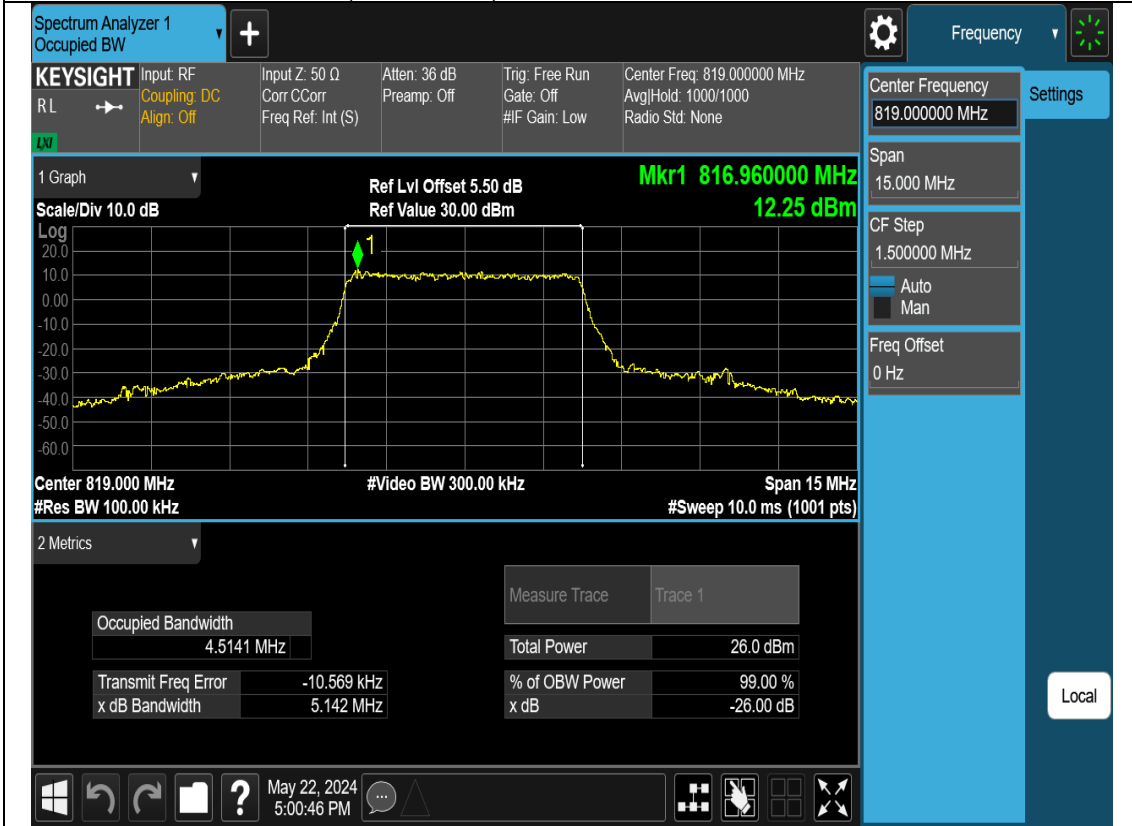 Spectrum Analyzer 1
Occupied BW
Frequency
KEYSIGHT
R L
LXI
Input: RF
Coupling: DC
Align: Off
Input Z: 50 Ω
Corr CCorr
Freq Ref: Int (S)
Atten: 36 dB
Preamp: Off
Trig: Free Run
Gate: Off
#IF Gain: Low
Center Freq: 819.000000 MHz
Avg|Hold: 1000/1000
Radio Std: None
Center Frequency
819.000000 MHz
Settings
Span
15.000 MHz
CF Step
1.500000 MHz
Auto
Man
Freq Offset
0 Hz
Local
1 Graph
Scale/Div 10.0 dB
Ref Lvl Offset 5.50 dB
Ref Value 30.00 dBm
Mkr1 816.960000 MHz
12.25 dBm
Log
1
20.0
10.0
0.00
-10.0
-20.0
-30.0
-40.0
-50.0
-60.0
Center 819.000 MHz
#Video BW 300.00 kHz
Span 15 MHz
#Res BW 100.00 kHz
#Sweep 10.0 ms (1001 pts)
2 Metrics
Measure Trace Trace 1
Occupied Bandwidth
4.5141 MHz
Total Power 26.0 dBm
Transmit Freq Error -10.569 kHz
% of OBW Power 99.00 %
x dB Bandwidth 5.142 MHz
x dB -26.00 dB
?
May 22, 2024
5:00:46 PM